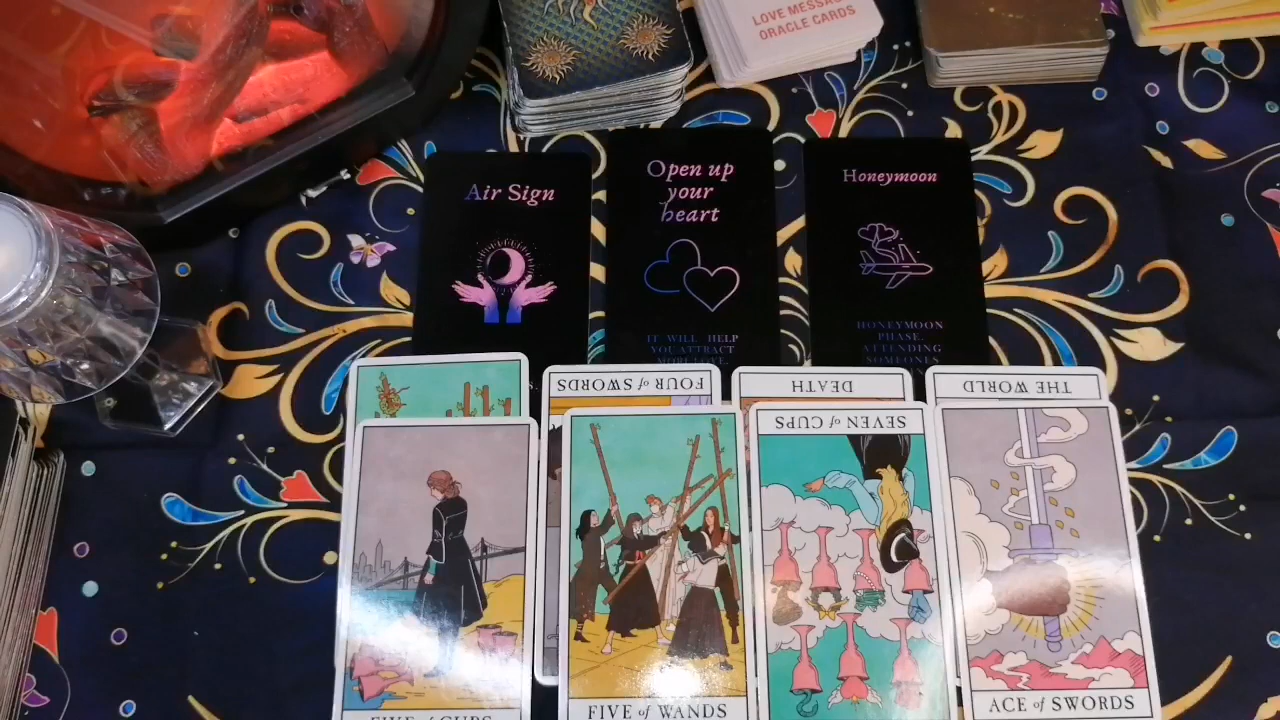 LOVE MESSAGE
ORACLE CARDS
Air Sign
Open up
your
heart
IT WILL HELP
YOU ATTRACT
MORE LOVE.
Honeymoon
HONEYMOON
PHASE.
ATTENDING
SOMEONES
FOUR of SWORDS
DEATH
THE WORLD
FIVE of CUPS
FIVE of WANDS
SEVEN of CUPS
ACE of SWORDS